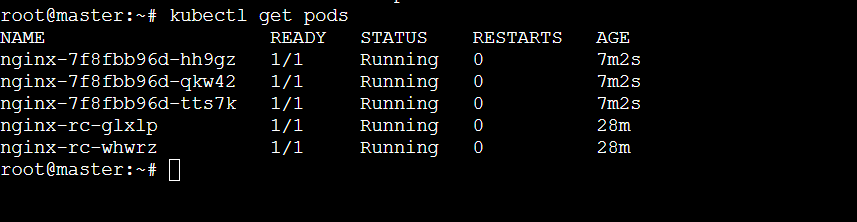 root@master:~# kubectl get pods
NAME READY STATUS RESTARTS AGE
nginx-7f8fbb96d-hh9gz 1/1 Running 0 7m2s
nginx-7f8fbb96d-qkw42 1/1 Running 0 7m2s
nginx-7f8fbb96d-tts7k 1/1 Running 0 7m2s
nginx-rc-glxlp 1/1 Running 0 28m
nginx-rc-whwrz 1/1 Running 0 28m
root@master:~#